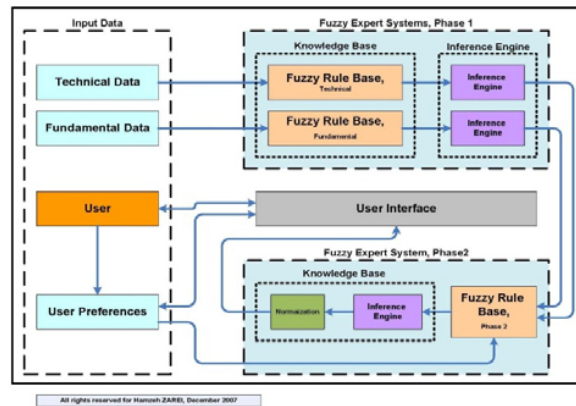 Input Data
Fuzzy Expert Systems, Phase 1
Knowledge Base
Inference Engine
Technical Data
Fuzzy Rule Base,
Technical
Inference
Engine
Fundamental Data
Fuzzy Rule Base,
Fundamental
Inference
Engine
User
User Interface
Fuzzy Expert System, Phase2
Knowledge Base
User Preferences
Normaization
Inference
Engine
Fuzzy Rule
Base,
Phase 2
All rights reserved for Hamzeh ZAREI, December 2007